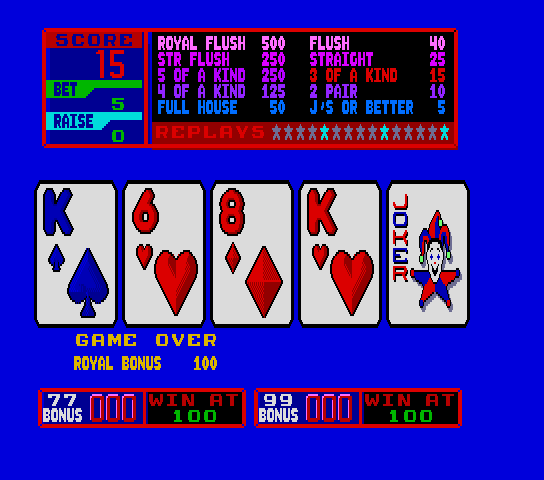 SCORE
15
BET
5
RAISE
0
ROYAL FLUSH 500 FLUSH 40
STR FLUSH 250 STRAIGHT 25
5 OF A KIND 250 3 OF A KIND 15
4 OF A KIND 125 2 PAIR 10
FULL HOUSE 50 J/S OR BETTER 5
REPLAYS
K 6 8 K JOKER
GAME OVER
ROYAL BONUS 100
77 BONUS 000 WIN AT 100
99 BONUS 000 WIN AT 100